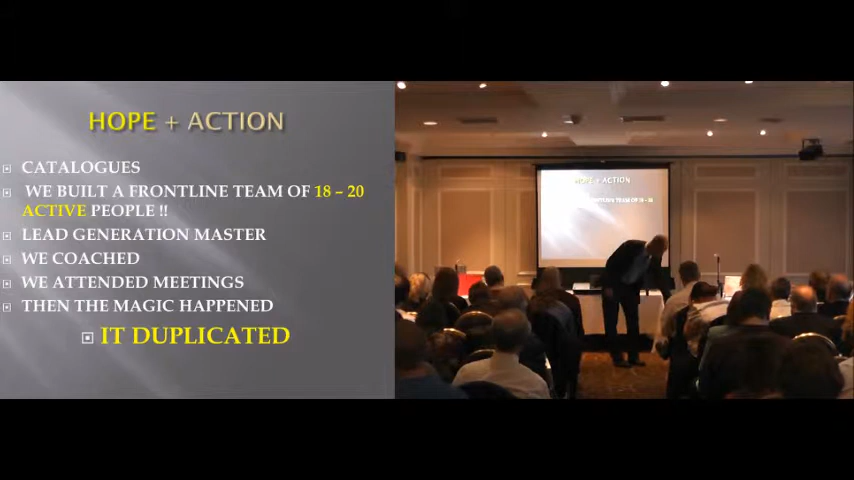 HOPE + ACTION
CATALOGUES
WE BUILT A FRONTLINE TEAM OF 18 – 20
ACTIVE PEOPLE !!
LEAD GENERATION MASTER
WE COACHED
WE ATTENDED MEETINGS
THEN THE MAGIC HAPPENED
IT DUPLICATED
HOPE + ACTION